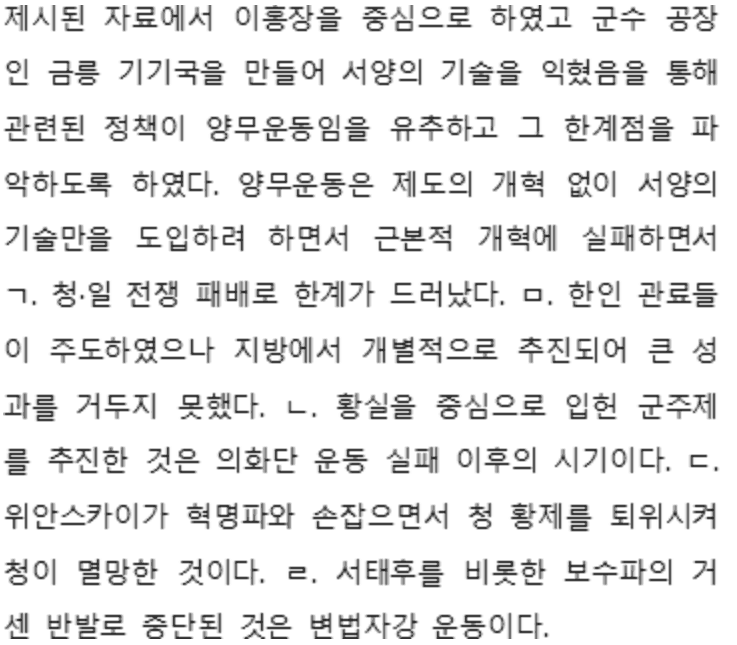 제시된 자료에서 이홍장을 중심으로 하였고 군수 공장
인 금릉 기기국을 만들어 서양의 기술을 익혔음을 통해
관련된 정책이 양무운동임을 유추하고 그 한계점을 파
악하도록 하였다. 양무운동은 제도의 개혁 없이 서양의
기술만을 도입하려 하면서 근본적 개혁에 실패하면서
ㄱ. 청·일 전쟁 패배로 한계가 드러났다. ㅁ. 한인 관료들
이 주도하였으나 지방에서 개별적으로 추진되어 큰 성
과를 거두지 못했다. ㄴ. 황실을 중심으로 입헌 군주제
를 추진한 것은 의화단 운동 실패 이후의 시기이다. ㄷ.
위안스카이가 혁명파와 손잡으면서 청 황제를 퇴위시켜
청이 멸망한 것이다. ㄹ. 서태후를 비롯한 보수파의 거
센 반발로 중단된 것은 변법자강 운동이다.